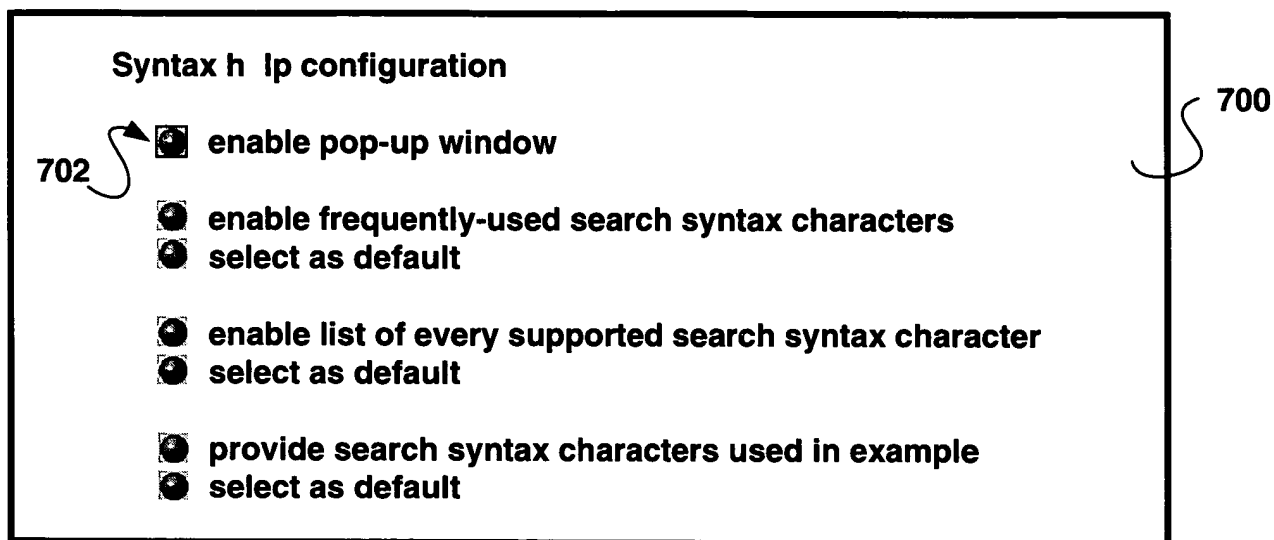 Syntax h lp configuration
700
enable pop-up window
702
enable frequently-used search syntax characters
select as default
enable list of every supported search syntax character
select as default
provide search syntax characters used in example
select as default